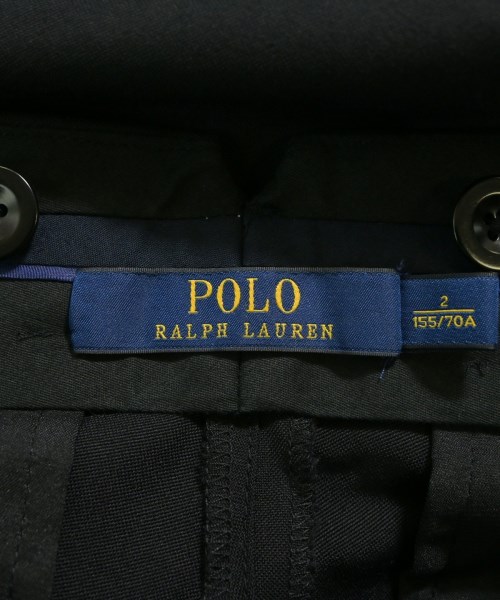 POLO
RALPH LAUREN
2
155/70A